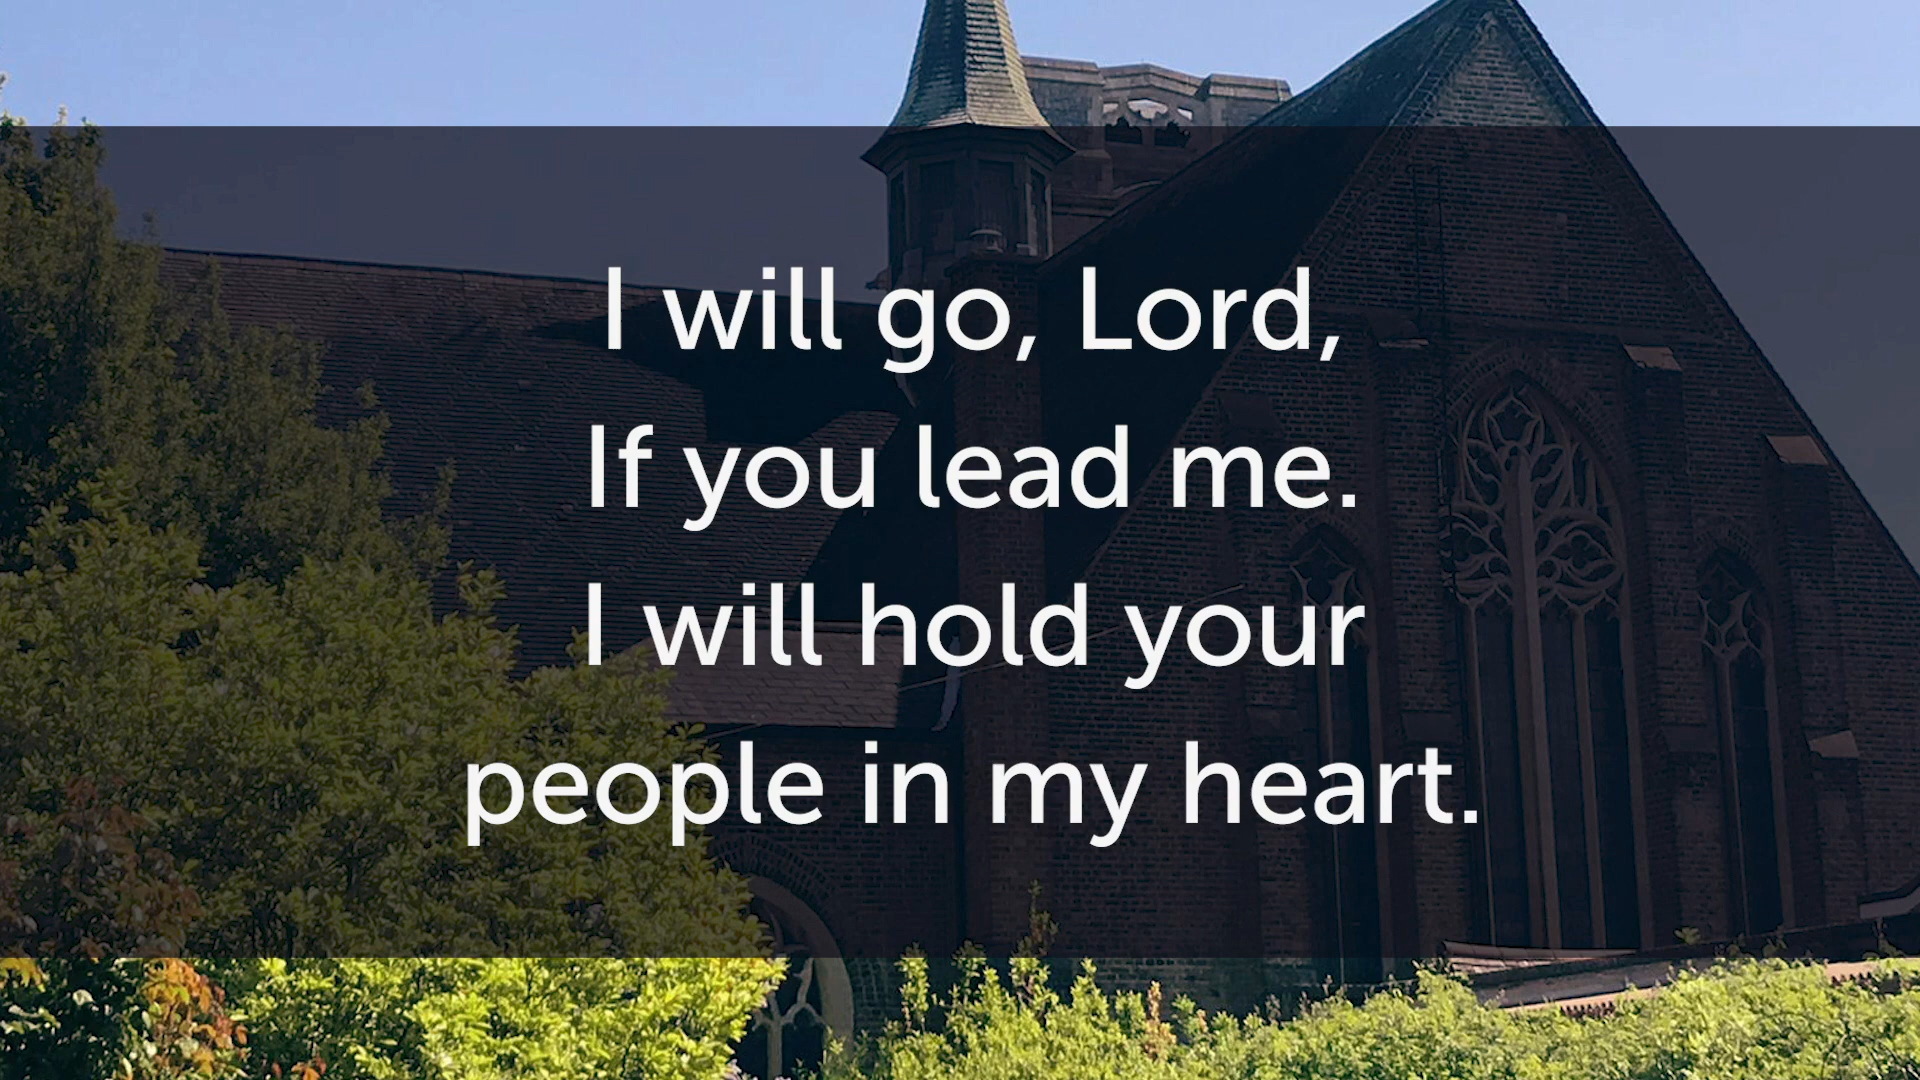 I will go, Lord,
If you lead me.
I will hold your
people in my heart.